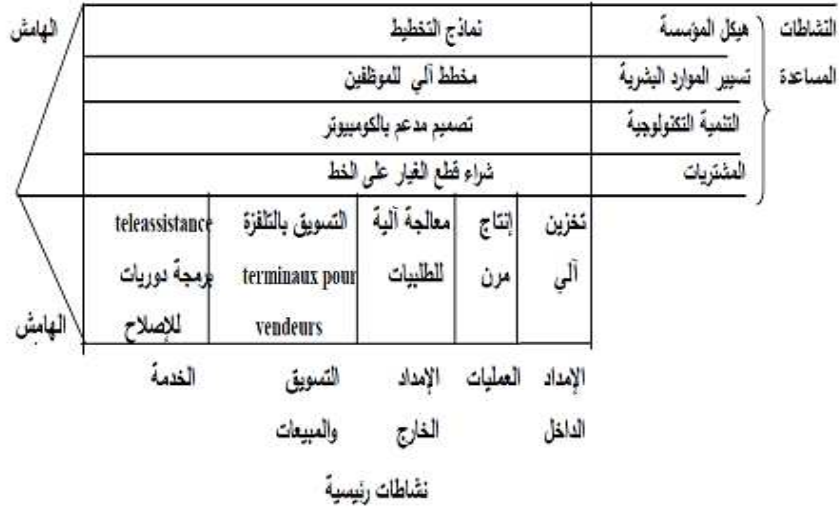 النشاطات هيكل المؤسسة نماذج التخطيط الهامش
المساعدة تسيير الموارد البشرية مخطط آلي للموظفين
التنمية التكنولوجية تصميم مدعم بالكومبيوتر
المشتريات شراء قطع الغيار على الخط
تخزين إنتاج معالجة آلية التسويق بالتلفزة teleassistance
آلي مرن للطلبيات terminaux pour برمجة دوريات
vendeurs للإصلاح الهامش
الإمداد العمليات الإمداد التسويق الخدمة
الداخل الخارج والمبيعات
نشاطات رئيسية